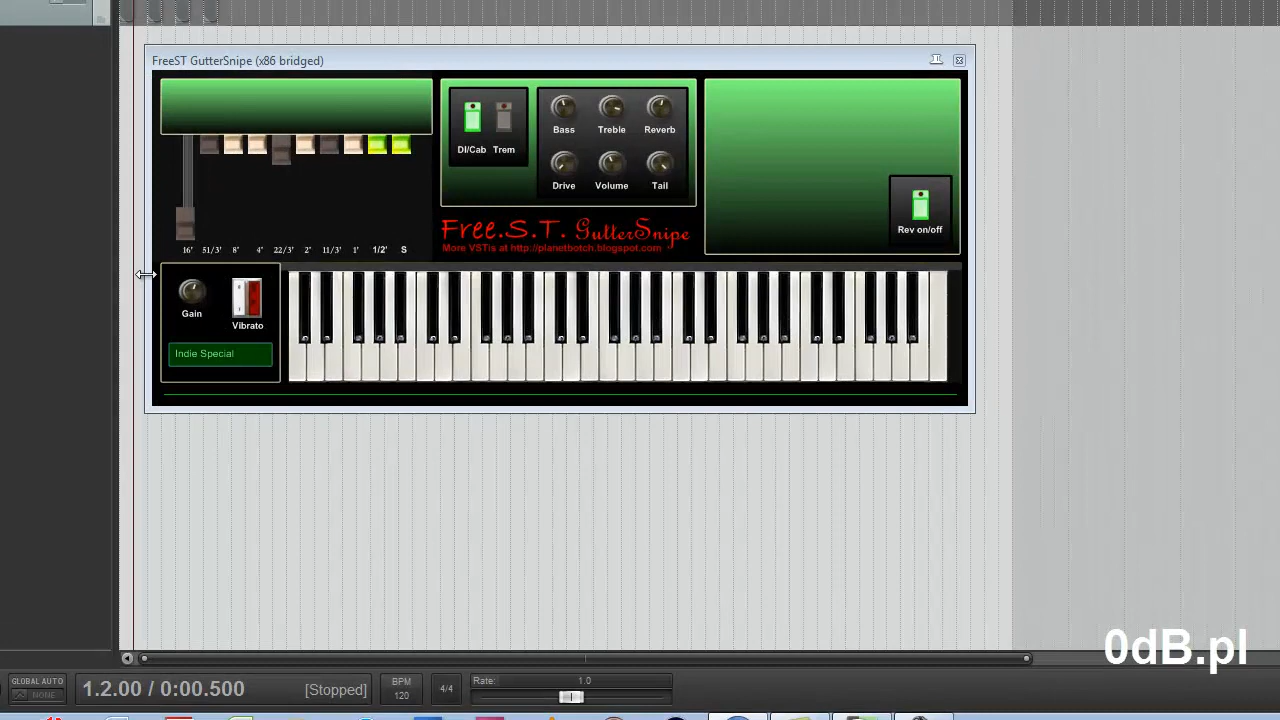 FreeST GutterSnipe (x86 bridged)
DI/Cab Trem
Bass Treble Reverb
Drive Volume Tail
Rev on/off
Free.S.T. GutterSnipe
More VSTis at http://planetbotch.blogspot.com
16' 51/3' 8' 4' 22/3' 2' 11/3' 1' 1/2' S
Gain
Vibrato
Indie Special
0dB.pl
GLOBAL AUTO
NONE
1.2.00 / 0:00.500
[Stopped]
BPM
120
4/4
Rate: 1.0